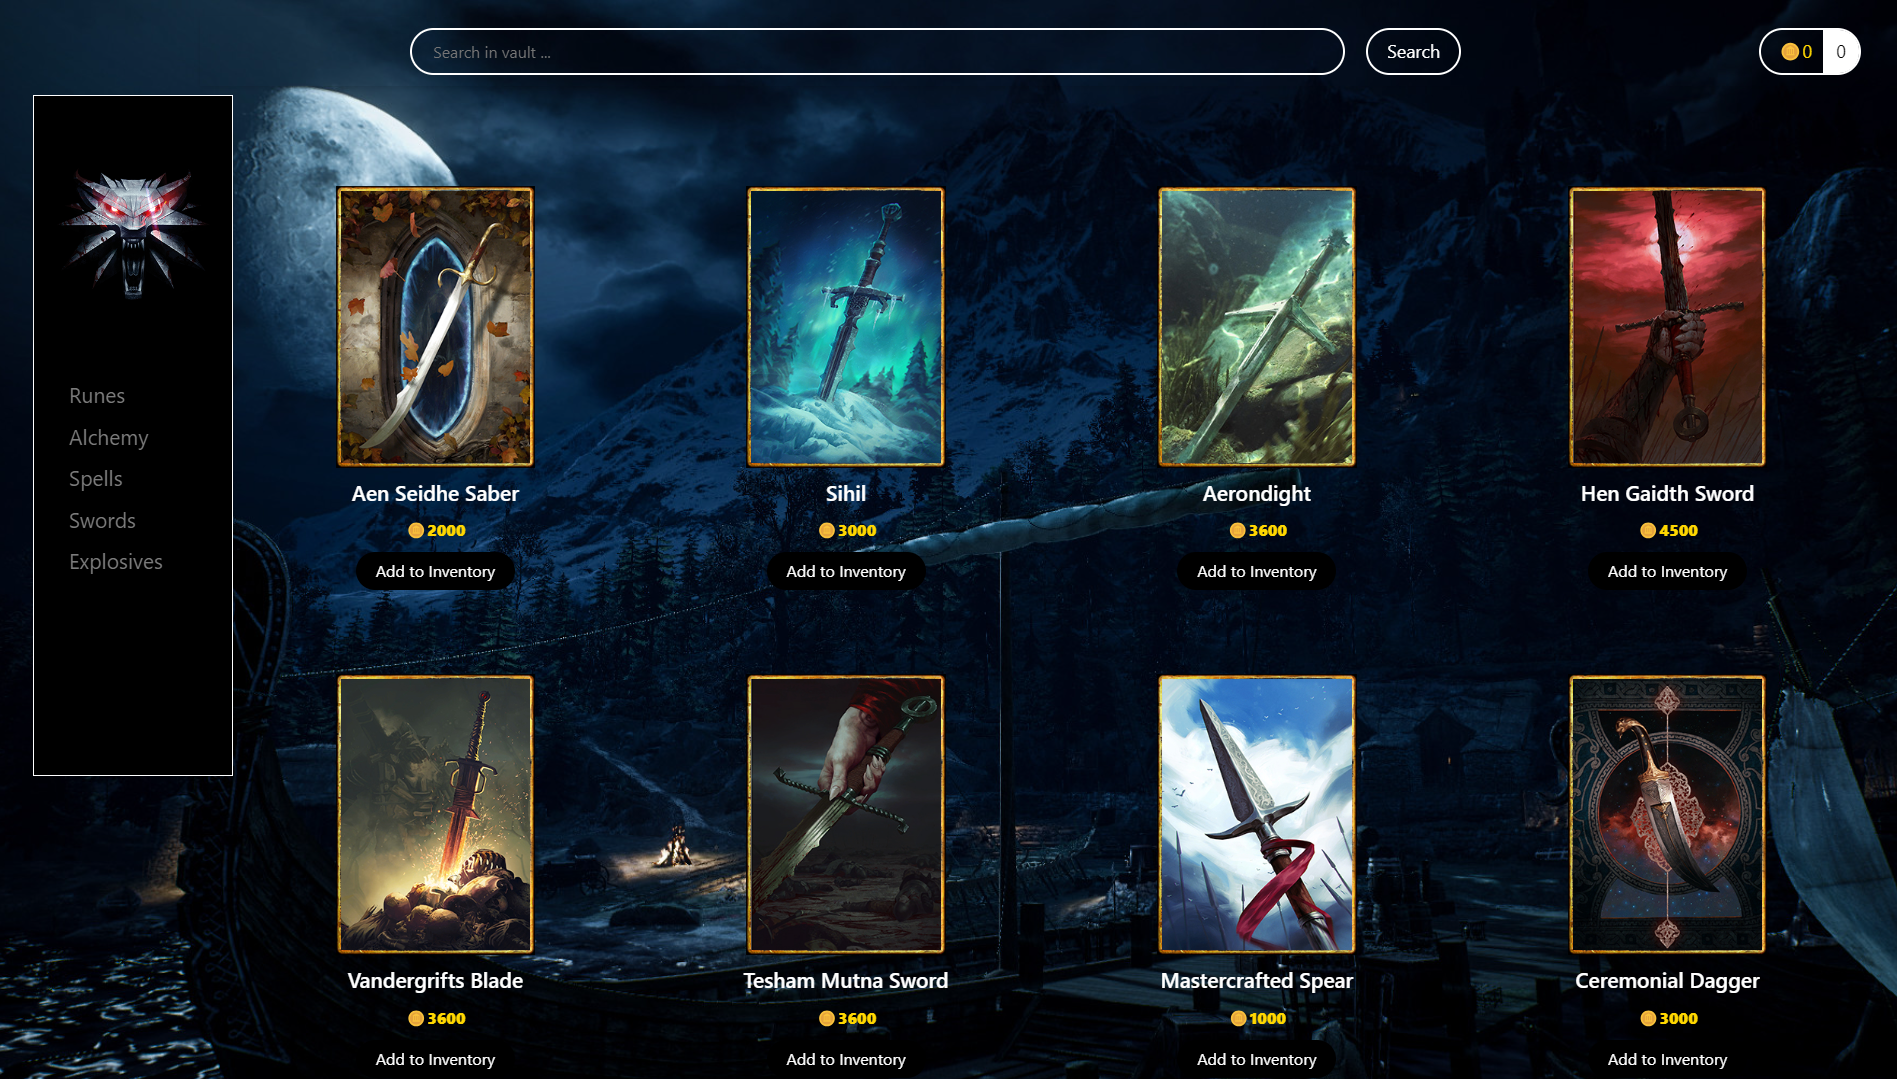 Search in vault ...
Search
0
0
Runes
Alchemy
Spells
Swords
Explosives
Aen Seidhe Saber
2000
Add to Inventory
Sihil
3000
Add to Inventory
Aerondight
3600
Add to Inventory
Hen Gaidth Sword
4500
Add to Inventory
Vandergrifts Blade
3600
Add to Inventory
Tesham Mutna Sword
3600
Add to Inventory
Mastercrafted Spear
1000
Add to Inventory
Ceremonial Dagger
3000
Add to Inventory